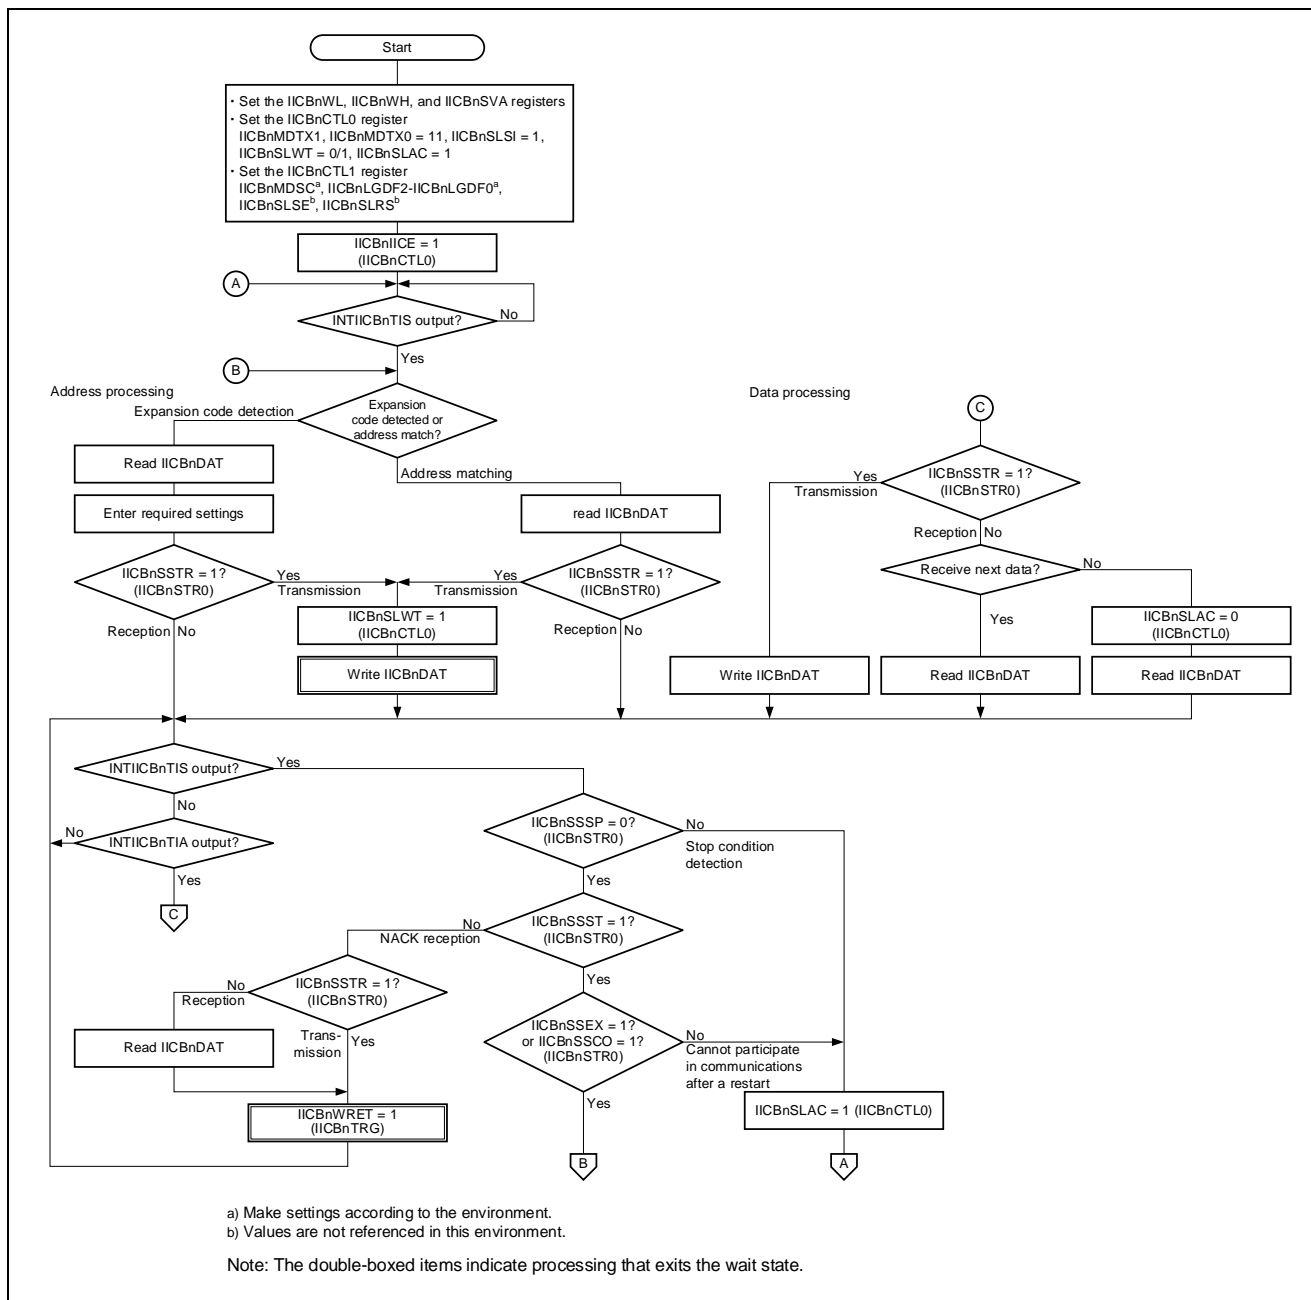 Start
・Set the IICBnWL, IICBnWH, and IICBnSVA registers
・Set the IICBnCTL0 register
IICBnMDTX1, IICBnMDTX0 = 11, IICBnSLSI = 1,
IICBnSLWT = 0/1, IICBnSLAC = 1
・Set the IICBnCTL1 register
IICBnMDSCa, IICBnLGDF2-IICBnLGDF0a,
IICBnSLSEb, IICBnSLRSb
IICBnIICE = 1
(IICBnCTL0)
A
INTIICBnTIS output?
No
Yes
B
Address processing
Expansion code detection
Expansion
code detected or
address match?
Address matching
Read IICBnDAT
Enter required settings
IICBnSSTR = 1?
(IICBnSTR0)
Yes
Transmission
Reception No
read IICBnDAT
IICBnSSTR = 1?
(IICBnSTR0)
Yes
Transmission
Reception No
IICBnSLWT = 1
(IICBnCTL0)
Write IICBnDAT
Data processing
C
IICBnSSTR = 1?
(IICBnSTR0)
Yes
Transmission
Reception No
Receive next data?
No
Yes
IICBnSLAC = 0
(IICBnCTL0)
Write IICBnDAT
Read IICBnDAT
Read IICBnDAT
INTIICBnTIS output?
Yes
No
INTIICBnTIA output?
No
Yes
C
IICBnSSSP = 0?
(IICBnSTR0)
No
Stop condition
detection
Yes
IICBnSSST = 1?
(IICBnSTR0)
No
NACK reception
Yes
IICBnSSTR = 1?
(IICBnSTR0)
No
Reception
Trans-
mission
Yes
Read IICBnDAT
IICBnWRET = 1
(IICBnTRG)
IICBnSSEX = 1?
or IICBnSSCO = 1?
(IICBnSTR0)
No
Cannot participate
in communications
after a restart
Yes
IICBnSLAC = 1 (IICBnCTL0)
B
A
a) Make settings according to the environment.
b) Values are not referenced in this environment.
Note: The double-boxed items indicate processing that exits the wait state.